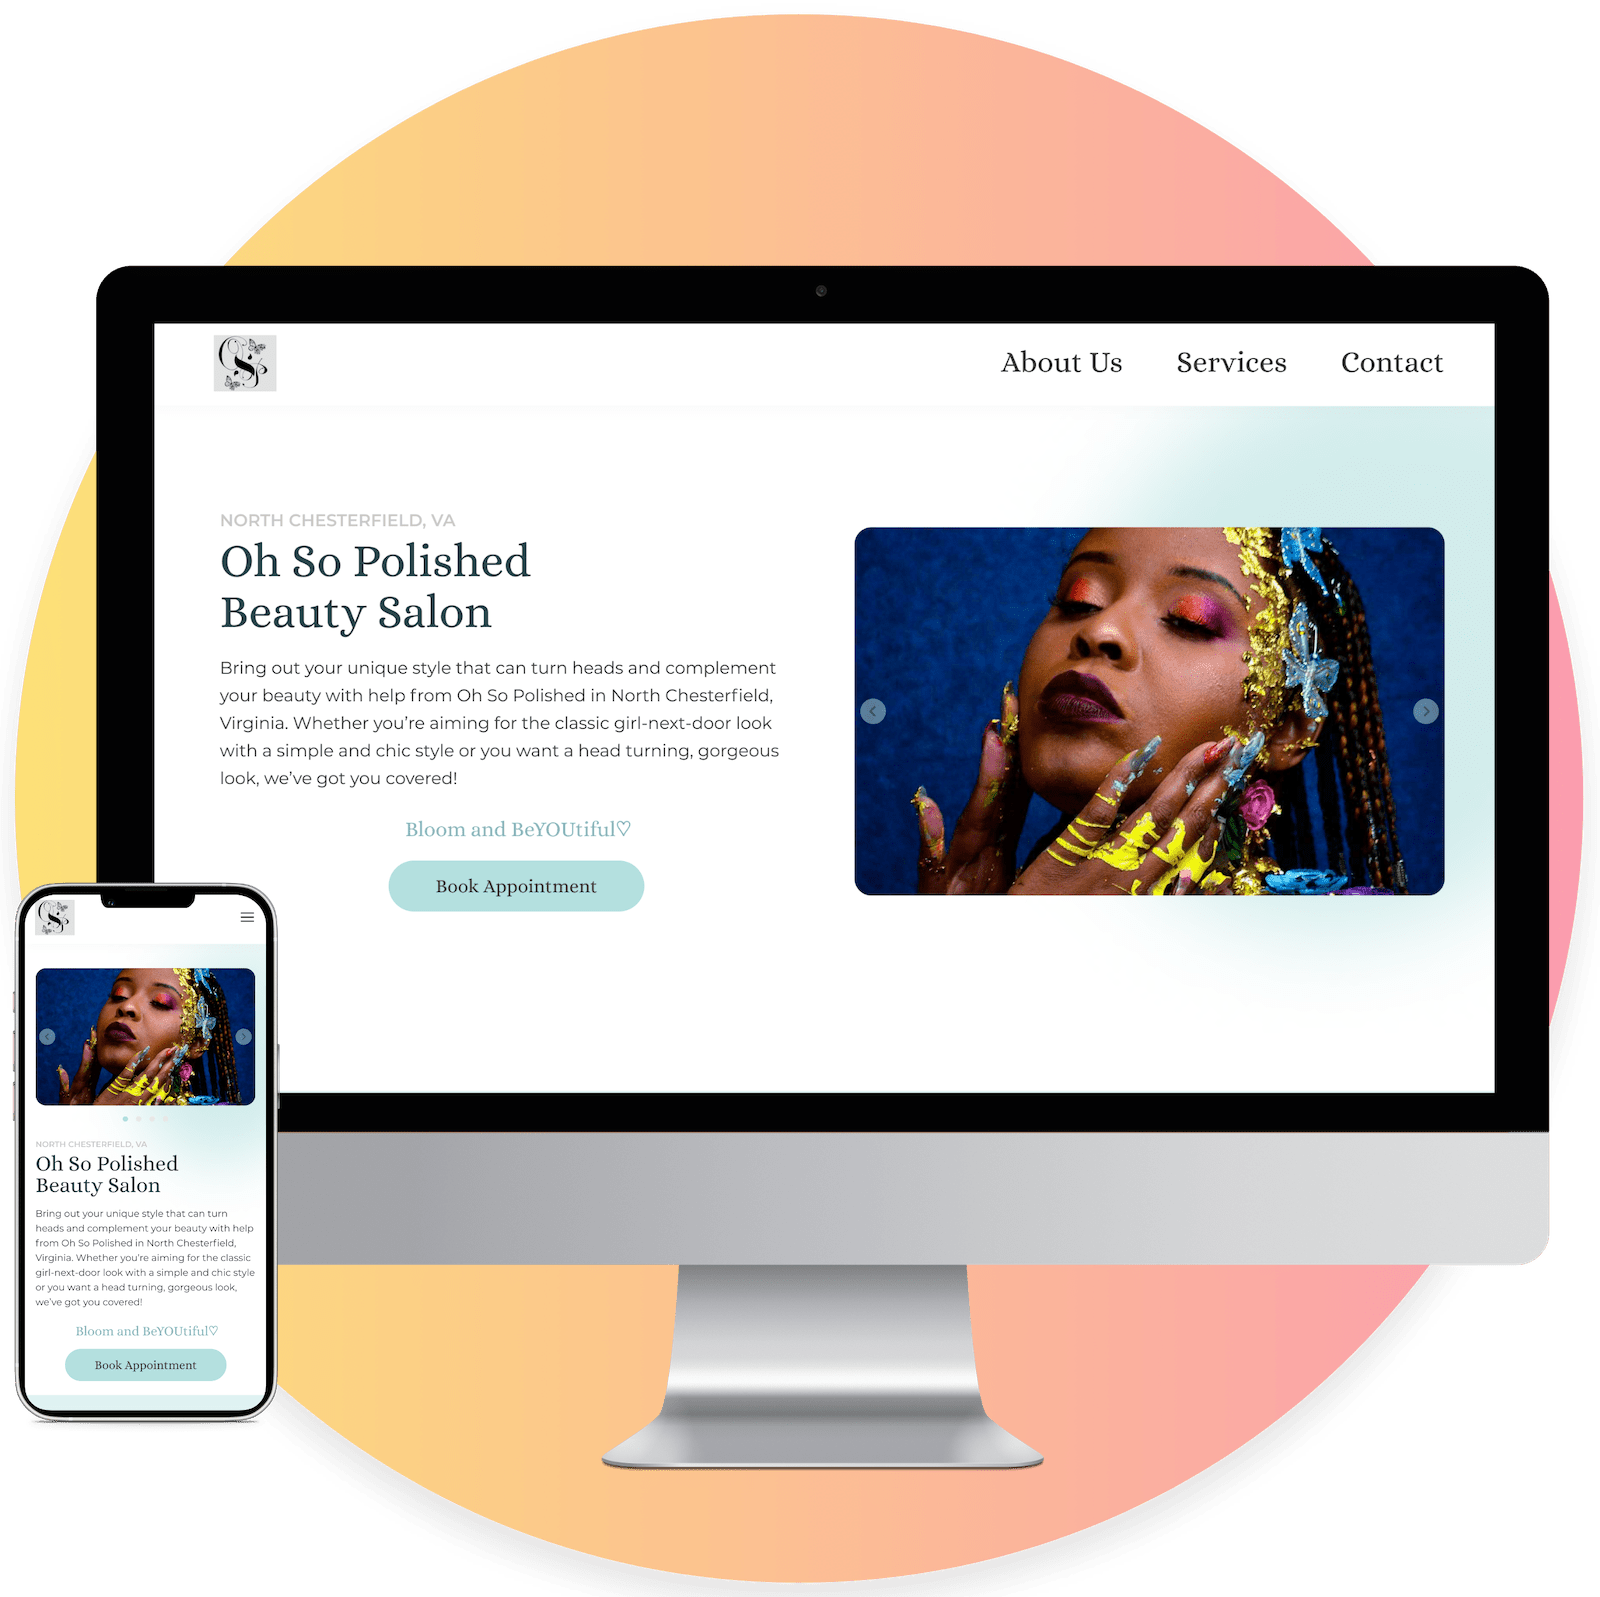 About Us Services Contact
NORTH CHESTERFIELD, VA
Oh So Polished
Beauty Salon
Bring out your unique style that can turn heads and complement
your beauty with help from Oh So Polished in North Chesterfield,
Virginia. Whether you’re aiming for the classic girl-next-door look
with a simple and chic style or you want a head turning, gorgeous
look, we’ve got you covered!
Bloom and BeYOUtiful♡
Book Appointment
NORTH CHESTERFIELD, VA
Oh So Polished
Beauty Salon
Bring out your unique style that can turn
heads and complement your beauty with help
from Oh So Polished in North Chesterfield,
Virginia. Whether you’re aiming for the classic
girl-next-door look with a simple and chic style
or you want a head turning, gorgeous look,
we’ve got you covered!
Bloom and BeYOUtiful♡
Book Appointment